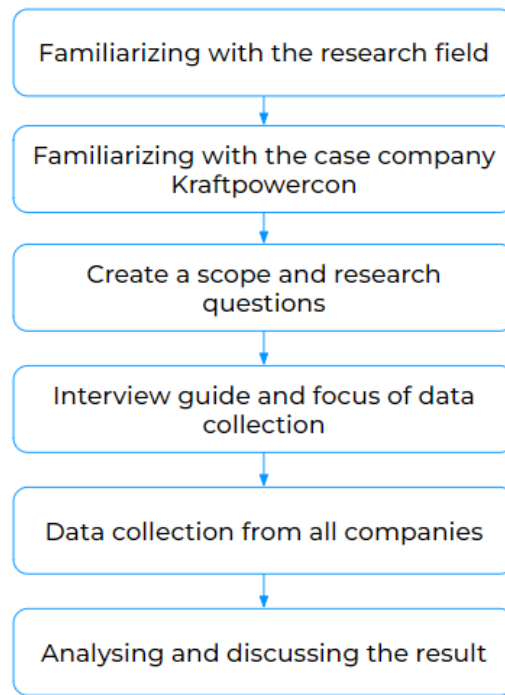 Familiarizing with the research field
Familiarizing with the case company
Kraftpowercon
Create a scope and research
questions
Interview guide and focus of data
collection
Data collection from all companies
Analysing and discussing the result